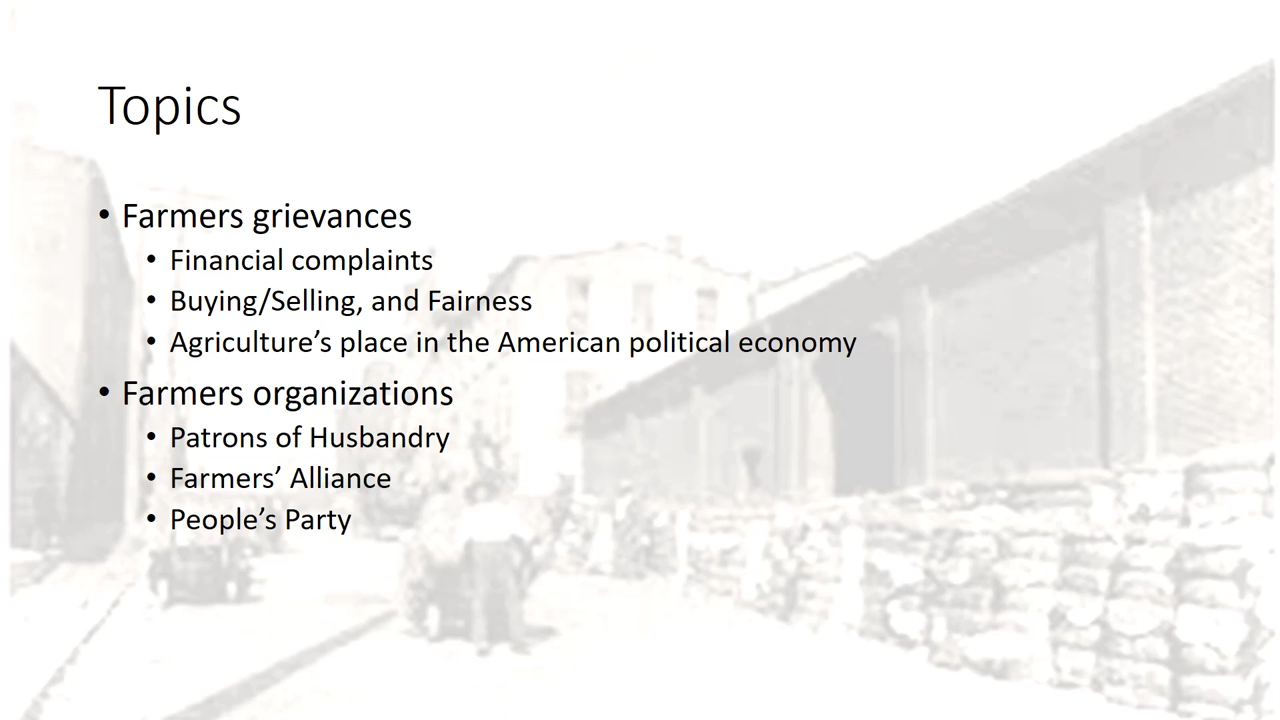 Topics
• Farmers grievances
• Financial complaints
• Buying/Selling, and Fairness
• Agriculture’s place in the American political economy
• Farmers organizations
• Patrons of Husbandry
• Farmers’ Alliance
• People’s Party